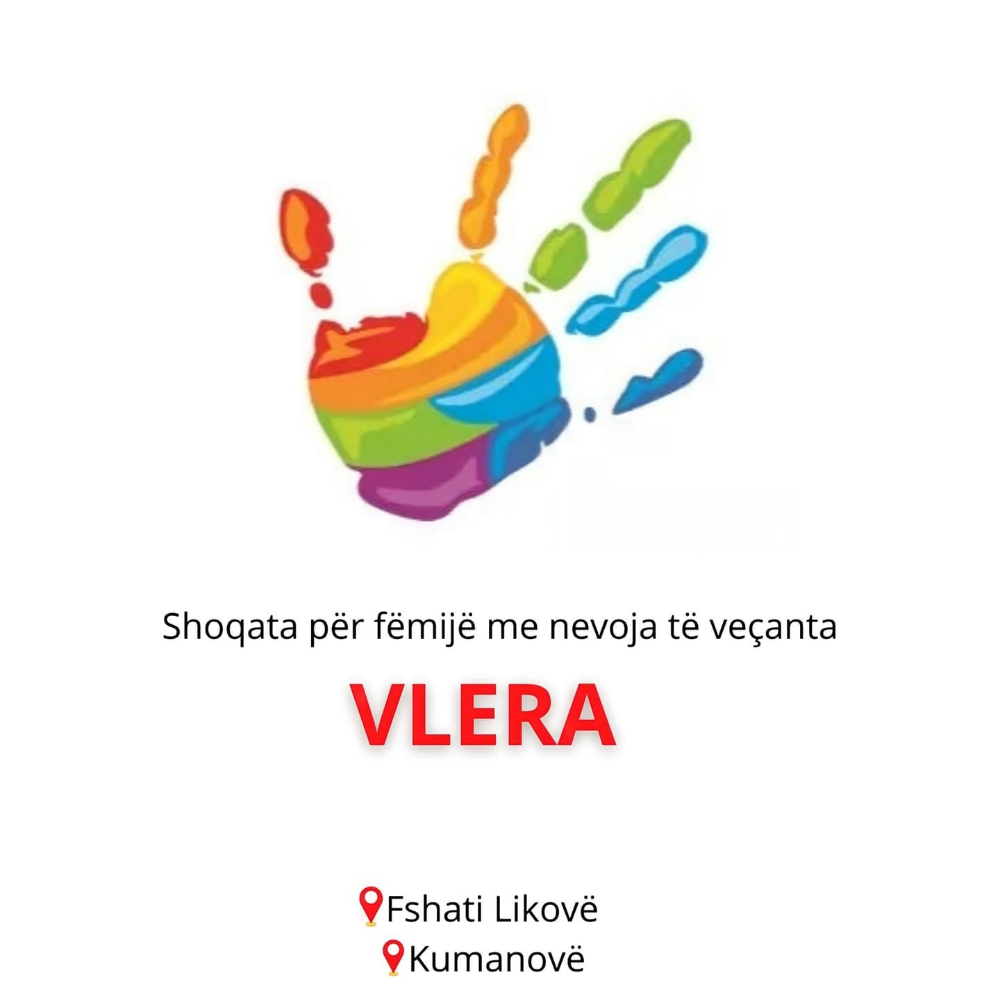 Shoqata për fëmijë me nevoja të veçanta
VLERA
Fshati Likovë
Kumanovë